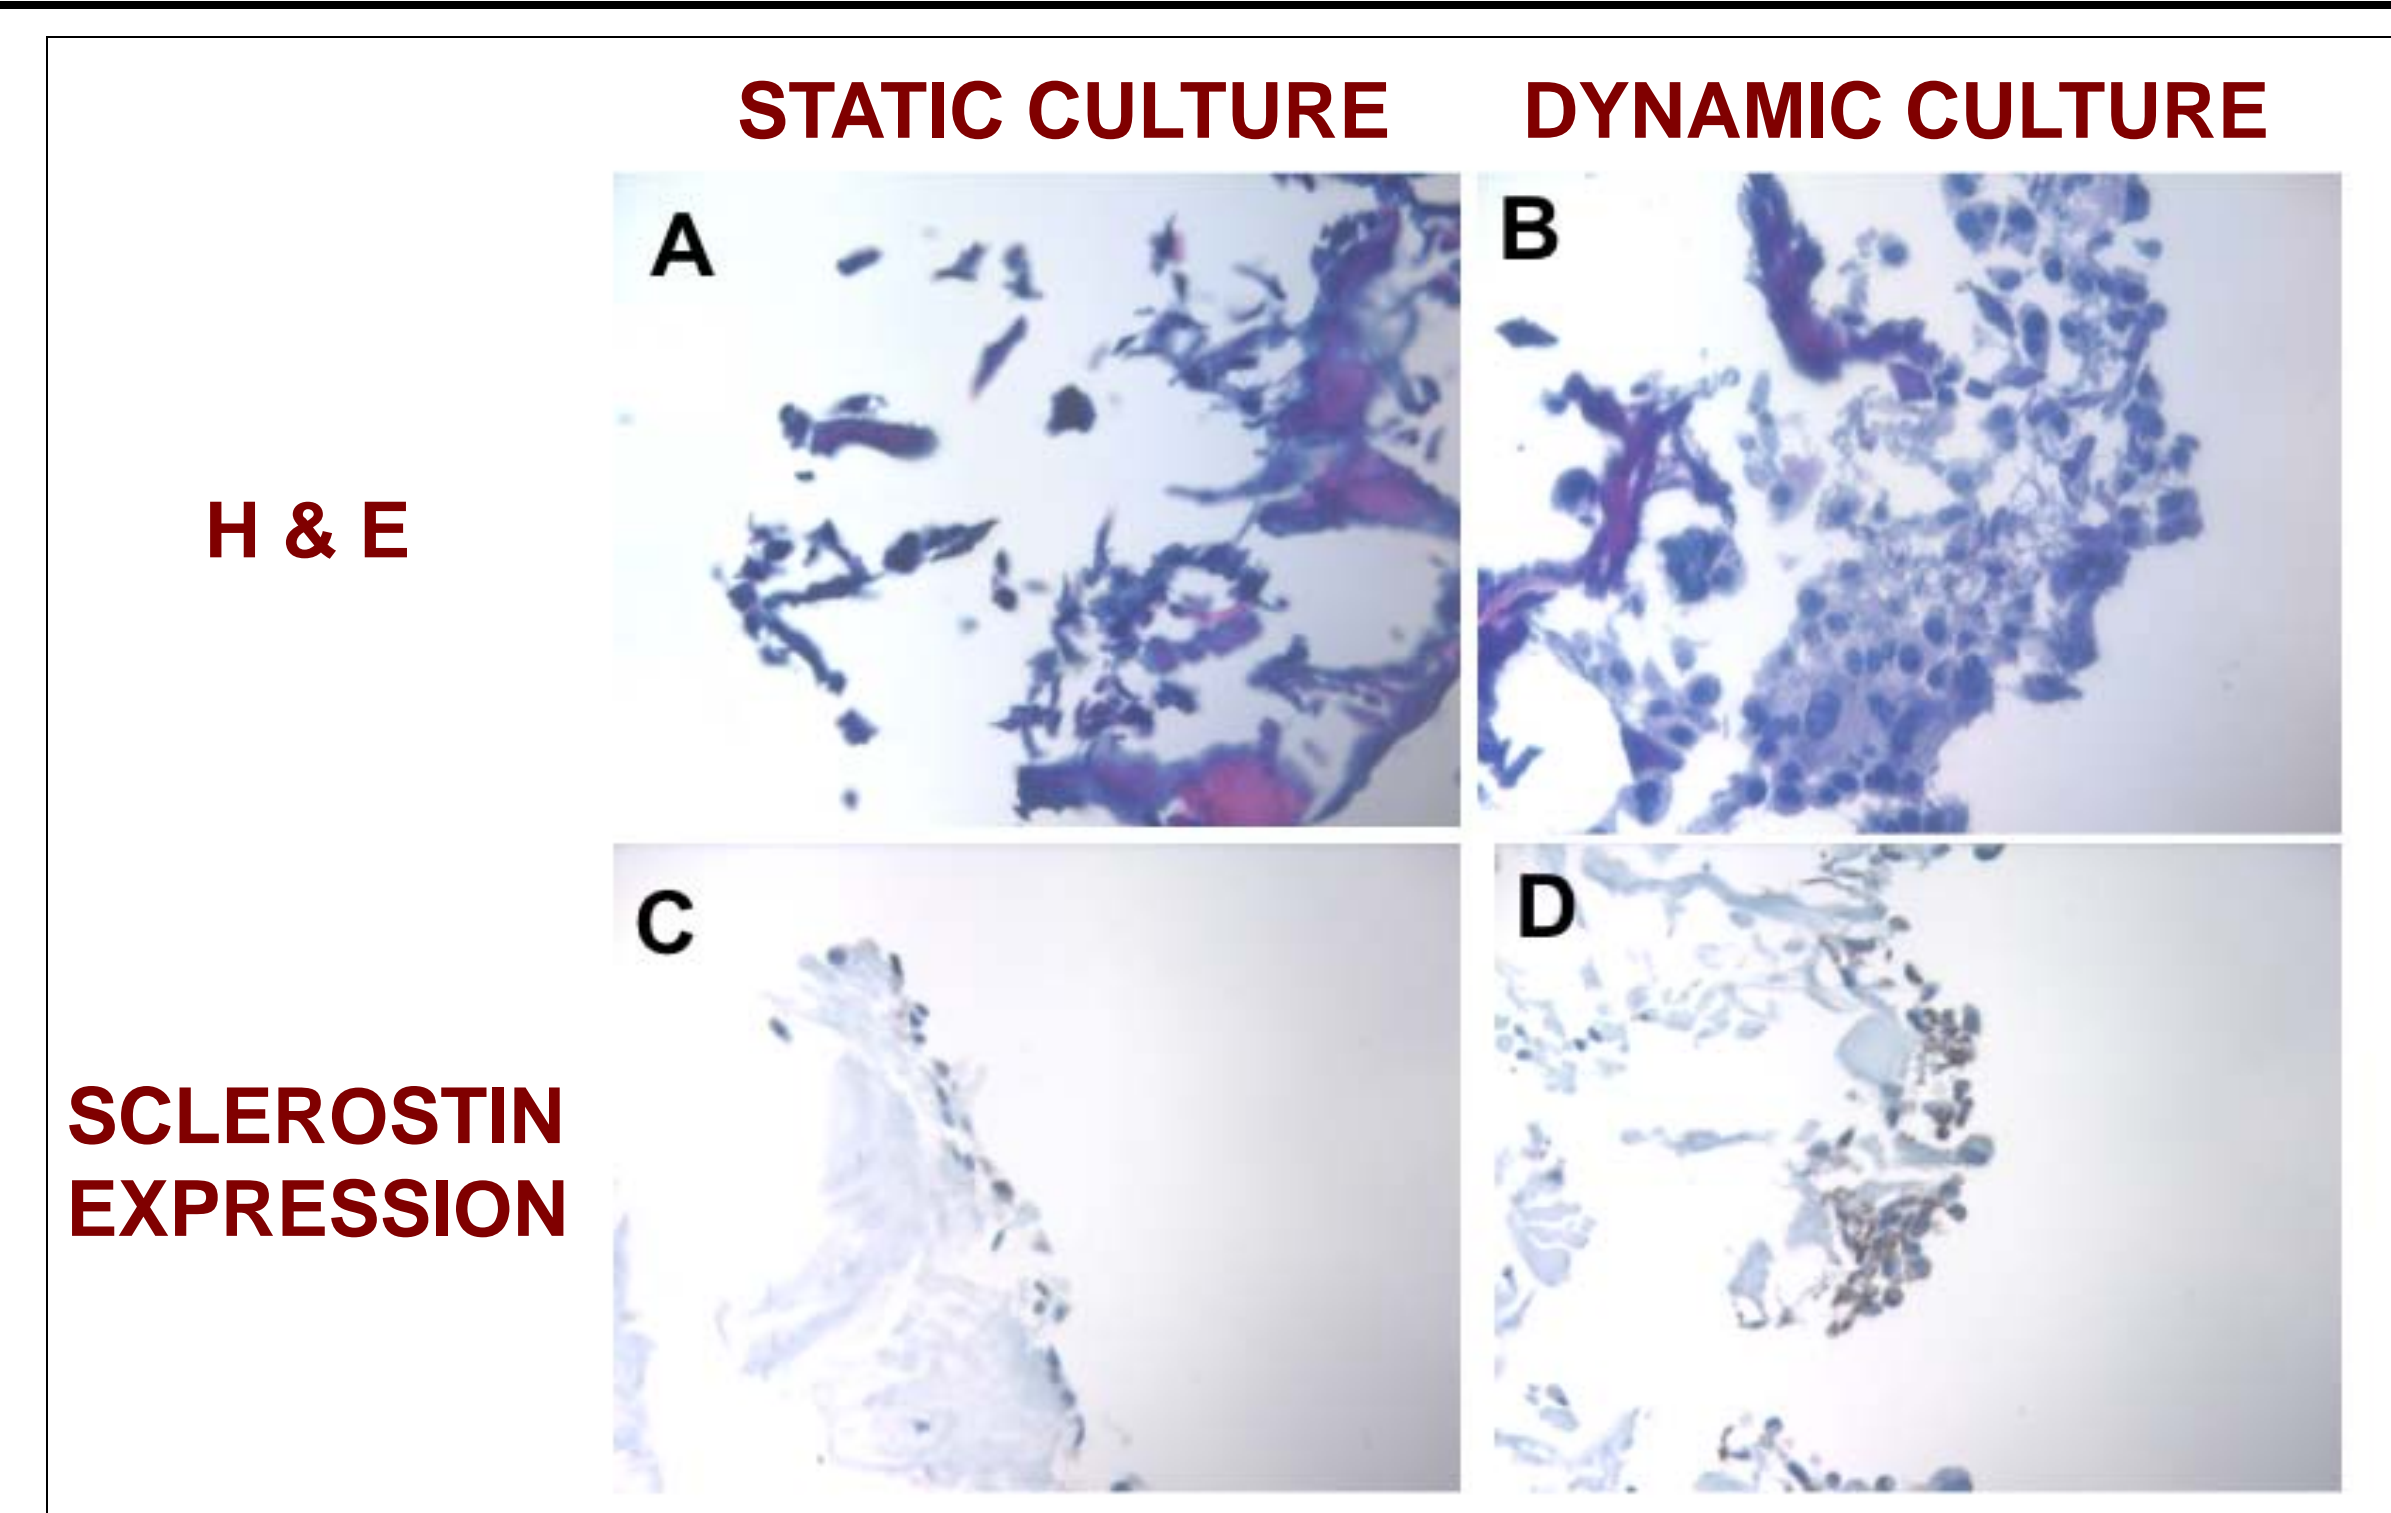 STATIC CULTURE DYNAMIC CULTURE
A B
H & E
C D
SCLEROSTIN
EXPRESSION